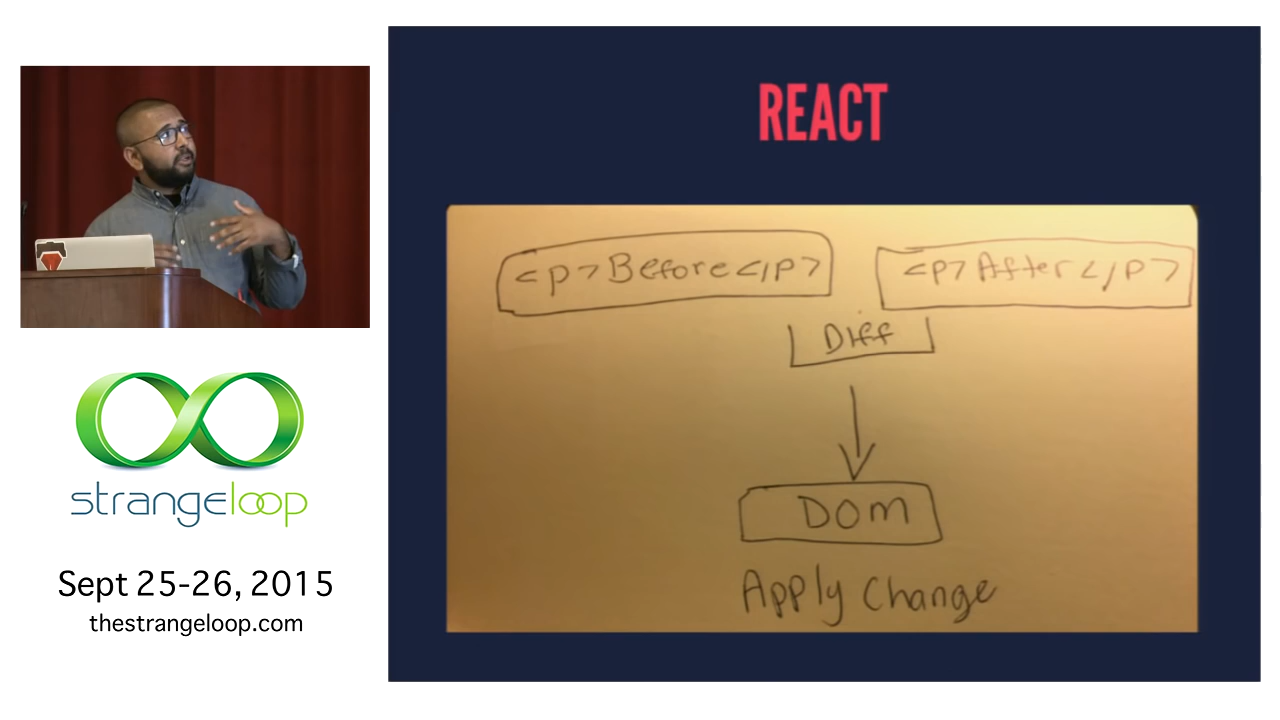 REACT
<p>Before</p> <p>After</p>
Diff
DOM
Apply Change
strangeloop
Sept 25-26, 2015
thestrangeloop.com